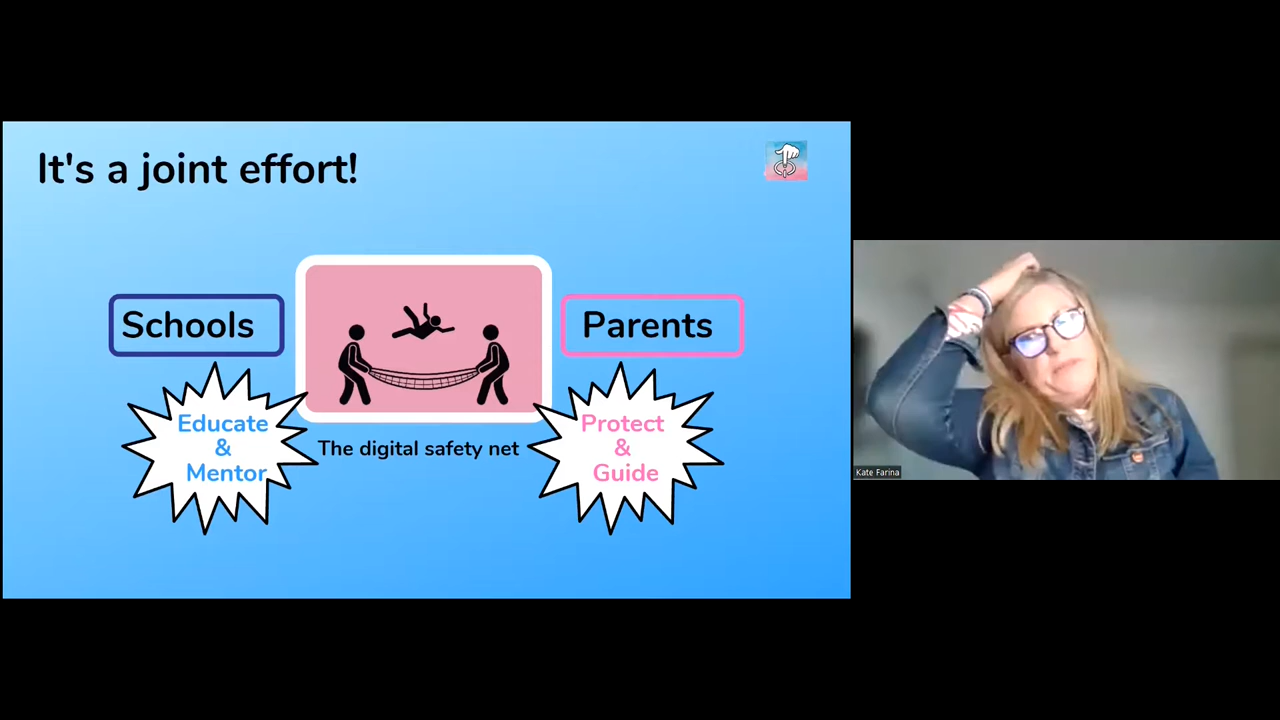 It's a joint effort!
Schools
Parents
Educate
&
Mentor
The digital safety net
Protect
&
Guide
Kate Farina